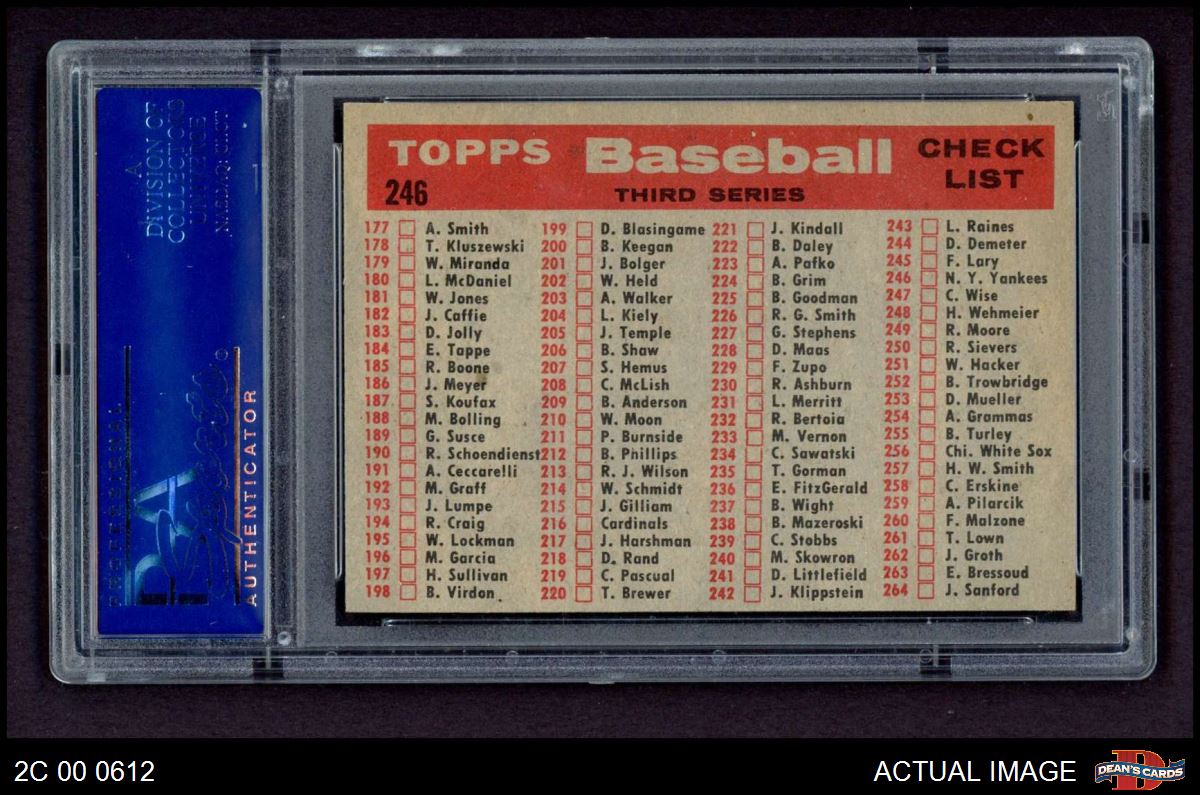 A
DIVISION OF
COLLECTORS
UNIVERSE
NASDAQ: CLCT
PROFESSIONAL
PSA
Sports
AUTHENTICATOR
TOPPS Baseball CHECK LIST
246 THIRD SERIES
177 A. Smith 199 D. Blasingame 221 J. Kindall 243 L. Raines
178 T. Kluszewski 200 B. Keegan 222 B. Daley 244 D. Demeter
179 W. Miranda 201 J. Bolger 223 A. Pafko 245 F. Lary
180 L. McDaniel 202 W. Held 224 B. Grim 246 N. Y. Yankees
181 W. Jones 203 A. Walker 225 B. Goodman 247 C. Wise
182 J. Caffie 204 L. Kiely 226 R. G. Smith 248 H. Wehmeier
183 D. Jolly 205 J. Temple 227 G. Stephens 249 R. Moore
184 E. Tappe 206 B. Shaw 228 D. Maas 250 R. Sievers
185 R. Boone 207 S. Hemus 229 F. Zupo 251 W. Hacker
186 J. Meyer 208 C. McLish 230 R. Ashburn 252 B. Trowbridge
187 S. Koufax 209 B. Anderson 231 L. Merritt 253 D. Mueller
188 M. Bolling 210 W. Moon 232 R. Bertoia 254 A. Grammas
189 G. Susce 211 P. Burnside 233 M. Vernon 255 B. Turley
190 R. Schoendienst 212 B. Phillips 234 C. Sawatski 256 Chi. White Sox
191 A. Ceccarelli 213 R. J. Wilson 235 T. Gorman 257 H. W. Smith
192 M. Graff 214 W. Schmidt 236 E. FitzGerald 258 C. Erskine
193 J. Lumpe 215 J. Gilliam 237 B. Wight 259 A. Pilarcik
194 R. Craig 216 Cardinals 238 B. Mazeroski 260 F. Malzone
195 W. Lockman 217 J. Harshman 239 C. Stobbs 261 T. Lown
196 M. Garcia 218 D. Rand 240 M. Skowron 262 J. Groth
197 H. Sullivan 219 C. Pascual 241 D. Littlefield 263 E. Bressoud
198 B. Virdon 220 T. Brewer 242 J. Klippstein 264 J. Sanford
2C 00 0612
ACTUAL IMAGE
D
DEAN'S CARDS